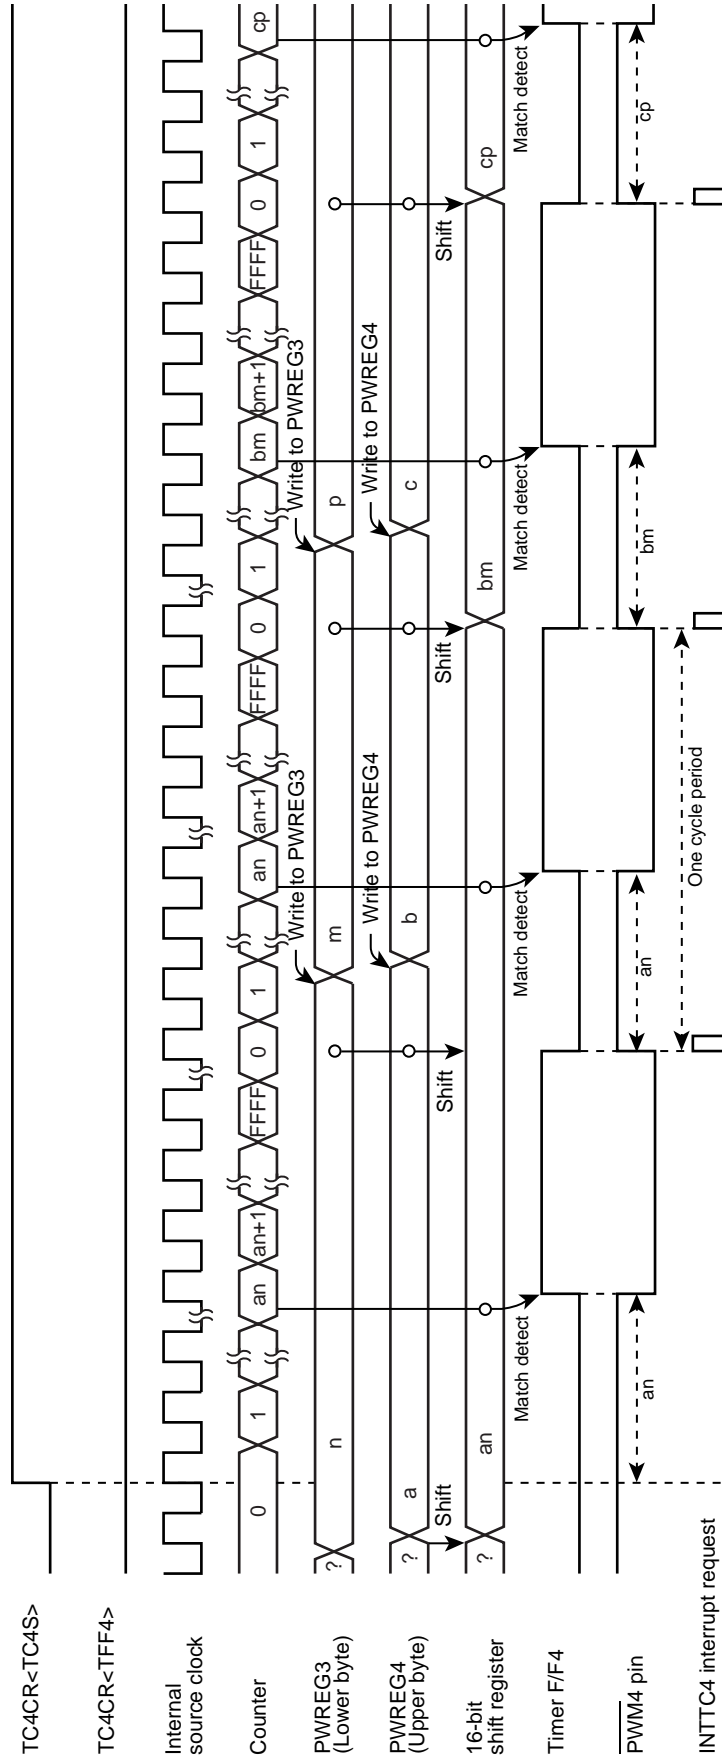 TC4CR<TC4S>
TC4CR<TFF4>
Internal
source clock
Counter
0 1 an an+1 FFFF 0 1 an an+1 FFFF 0 1 bm bm+1 FFFF 0 1 cp
Write to PWREG3 Write to PWREG3
PWREG3
(Lower byte)
? n m p
Write to PWREG4 Write to PWREG4
PWREG4
(Upper byte)
? a b c
Shift Shift Shift Shift
16-bit
shift register
? an bm cp
Match detect Match detect Match detect Match detect
Timer F/F4
PWM4 pin
an an bm cp
One cycle period
INTTC4 interrupt request